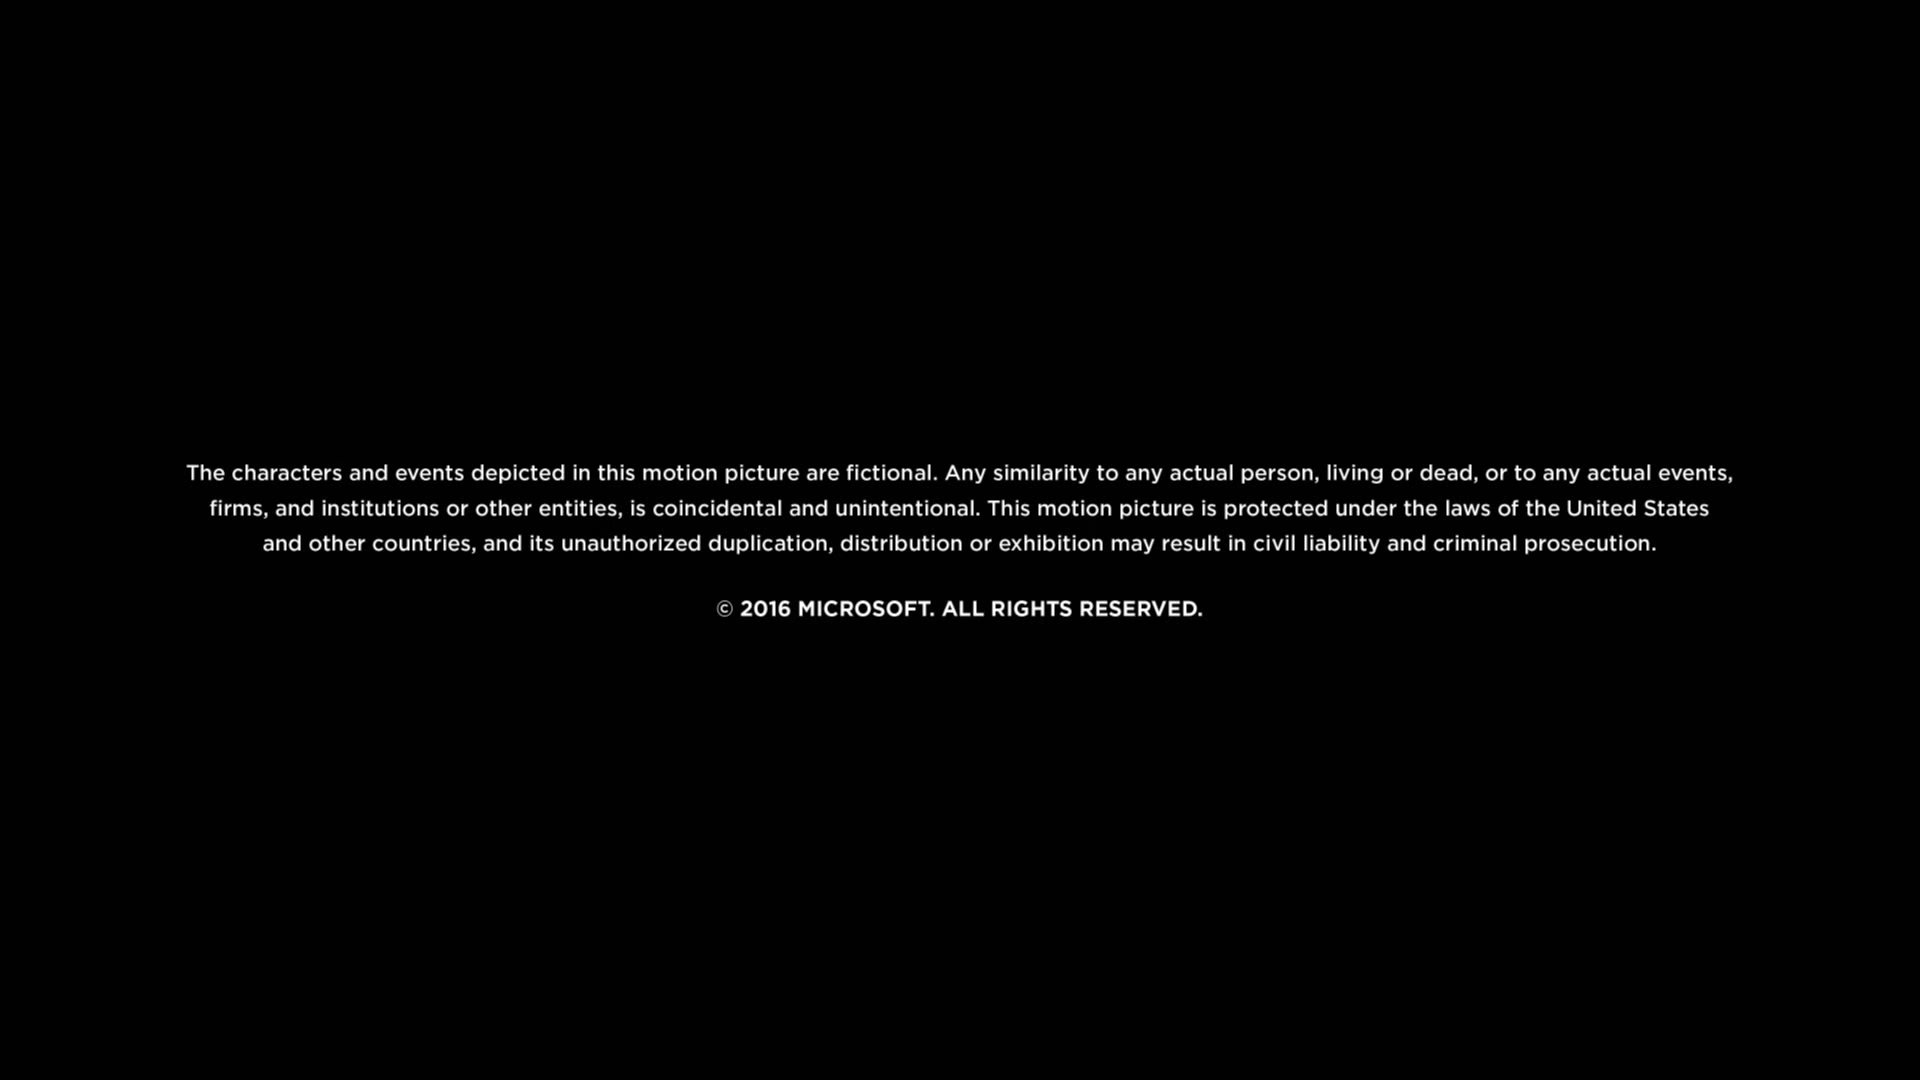 The characters and events depicted in this motion picture are fictional. Any similarity to any actual person, living or dead, or to any actual events,
firms, and institutions or other entities, is coincidental and unintentional. This motion picture is protected under the laws of the United States
and other countries, and its unauthorized duplication, distribution or exhibition may result in civil liability and criminal prosecution.
© 2016 MICROSOFT. ALL RIGHTS RESERVED.